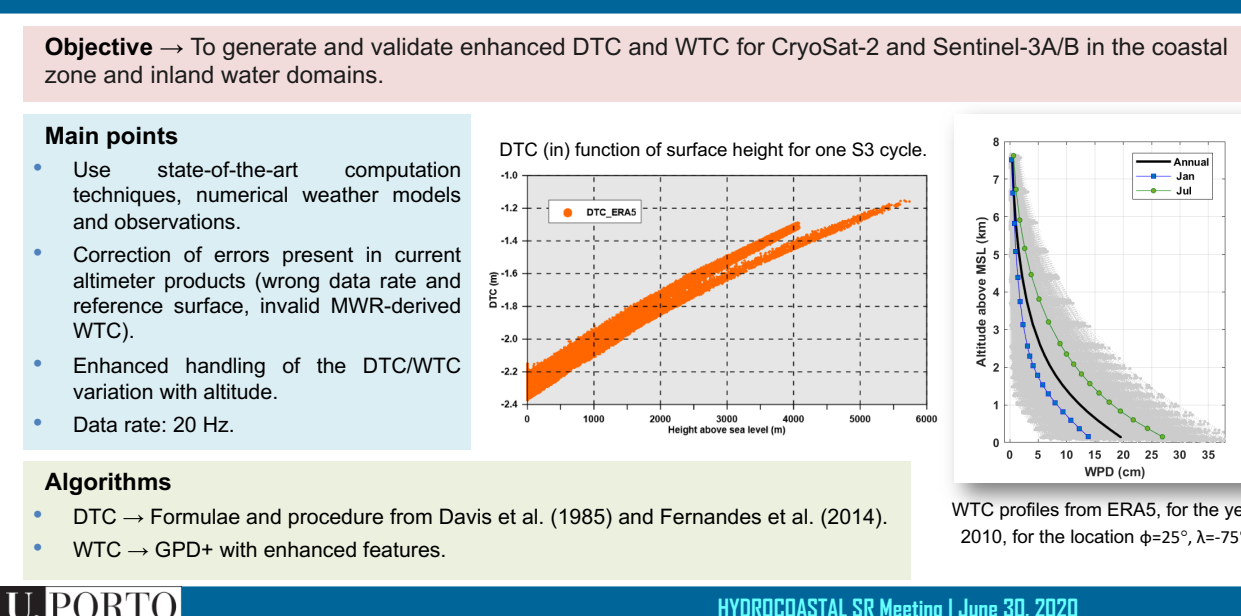 Objective → To generate and validate enhanced DTC and WTC for CryoSat-2 and Sentinel-3A/B in the coastal
zone and inland water domains.
Main points
• Use state-of-the-art computation
techniques, numerical weather models
and observations.
• Correction of errors present in current
altimeter products (wrong data rate and
reference surface, invalid MWR-derived
WTC).
• Enhanced handling of the DTC/WTC
variation with altitude.
• Data rate: 20 Hz.
DTC (in) function of surface height for one S3 cycle.
-1.0
-1.2
-1.4
-1.6
-1.8
-2.0
-2.2
-2.4
DTC (m)
DTC_ERA5
0 1000 2000 3000 4000 5000 6000
Height above sea level (m)
8
7
6
5
4
3
2
1
0
Altitude above MSL (km)
Annual
Jan
Jul
0 5 10 15 20 25 30 35
WPD (cm)
WTC profiles from ERA5, for the ye
2010, for the location ϕ=25°, λ=-75°
Algorithms
• DTC → Formulae and procedure from Davis et al. (1985) and Fernandes et al. (2014).
• WTC → GPD+ with enhanced features.
U. PORTO
HYDROCOASTAL SR Meeting | June 30, 2020